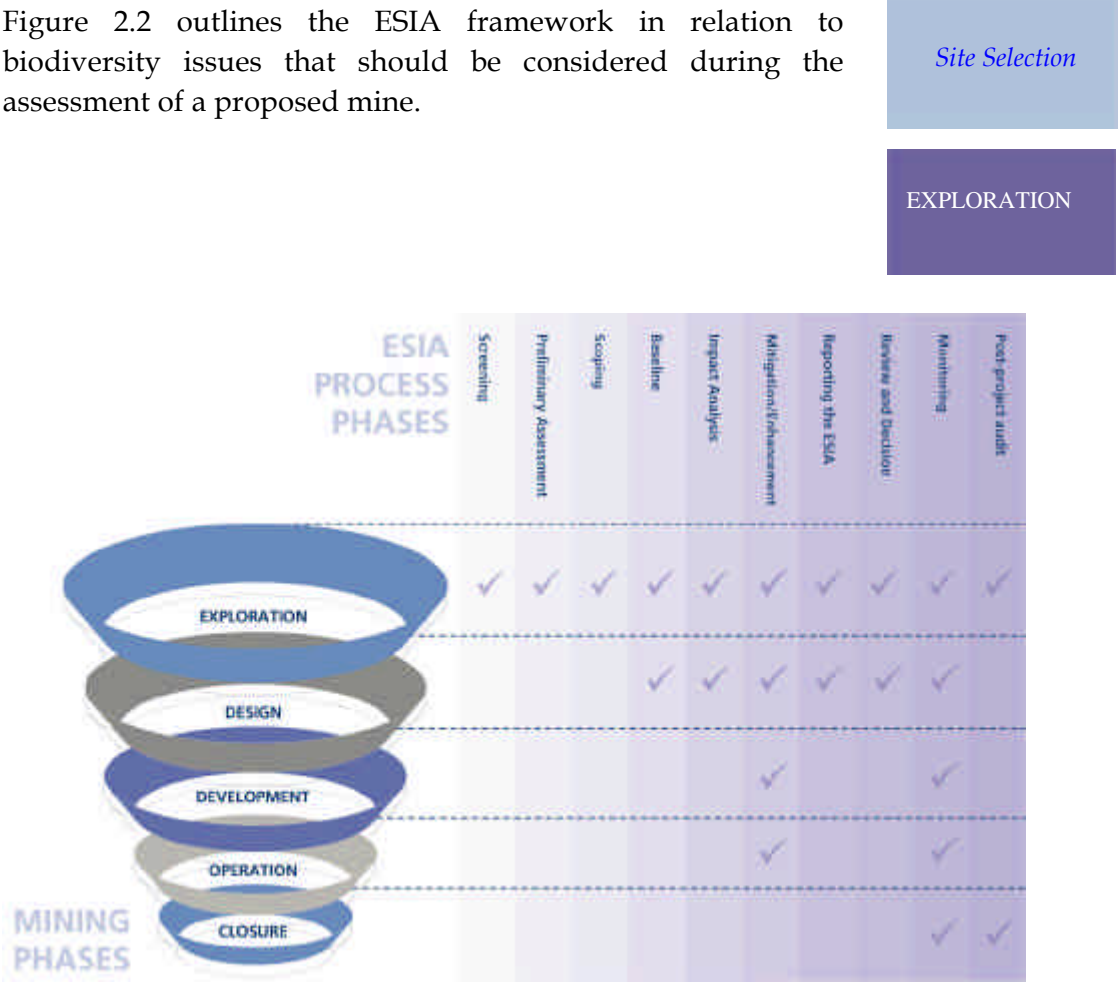 Figure 2.2 outlines the ESIA framework in relation to
biodiversity issues that should be considered during the
assessment of a proposed mine.
Site Selection
EXPLORATION
ESIA
PROCESS
PHASES
Screening
Preliminary Assessment
Scoping
Baseline
Impact Analysis
Mitigation/Enhancement
Reporting the ESIA
Review and Decision
Monitoring
Post-project audit
EXPLORATION
DESIGN
DEVELOPMENT
OPERATION
CLOSURE
MINING
PHASES